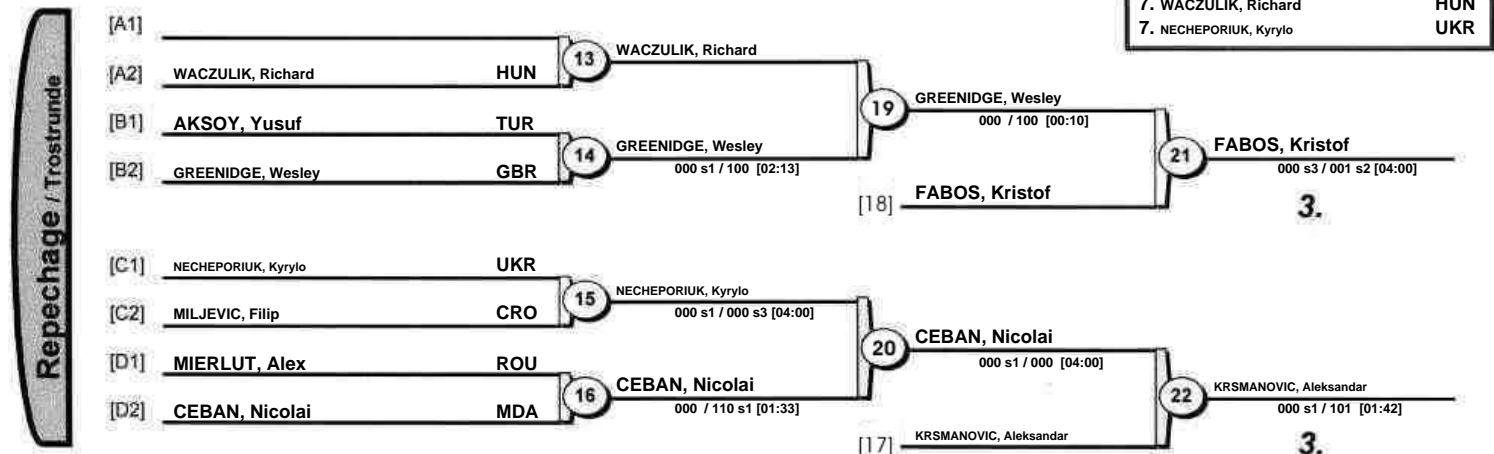 7. WACZULIK, Richard HUN
7. NECHEPORIUK, Kyrylo UKR
Repechage / Trostrunde
[A1]
[A2] WACZULIK, Richard HUN
13 WACZULIK, Richard
[B1] AKSOY, Yusuf TUR
[B2] GREENIDGE, Wesley GBR
14 GREENIDGE, Wesley
000 s1 / 100 [02:13]
19 GREENIDGE, Wesley
000 / 100 [00:10]
[18] FABOS, Kristof
21 FABOS, Kristof
000 s3 / 001 s2 [04:00]
3.
[C1] NECHEPORIUK, Kyrylo UKR
[C2] MILJEVIC, Filip CRO
15 NECHEPORIUK, Kyrylo
000 s1 / 000 s3 [04:00]
[D1] MIERLUT, Alex ROU
[D2] CEBAN, Nicolai MDA
16 CEBAN, Nicolai
000 / 110 s1 [01:33]
20 CEBAN, Nicolai
000 s1 / 000 [04:00]
[17] KRSMANOVIC, Aleksandar
22 KRSMANOVIC, Aleksandar
000 s1 / 101 [01:42]
3.